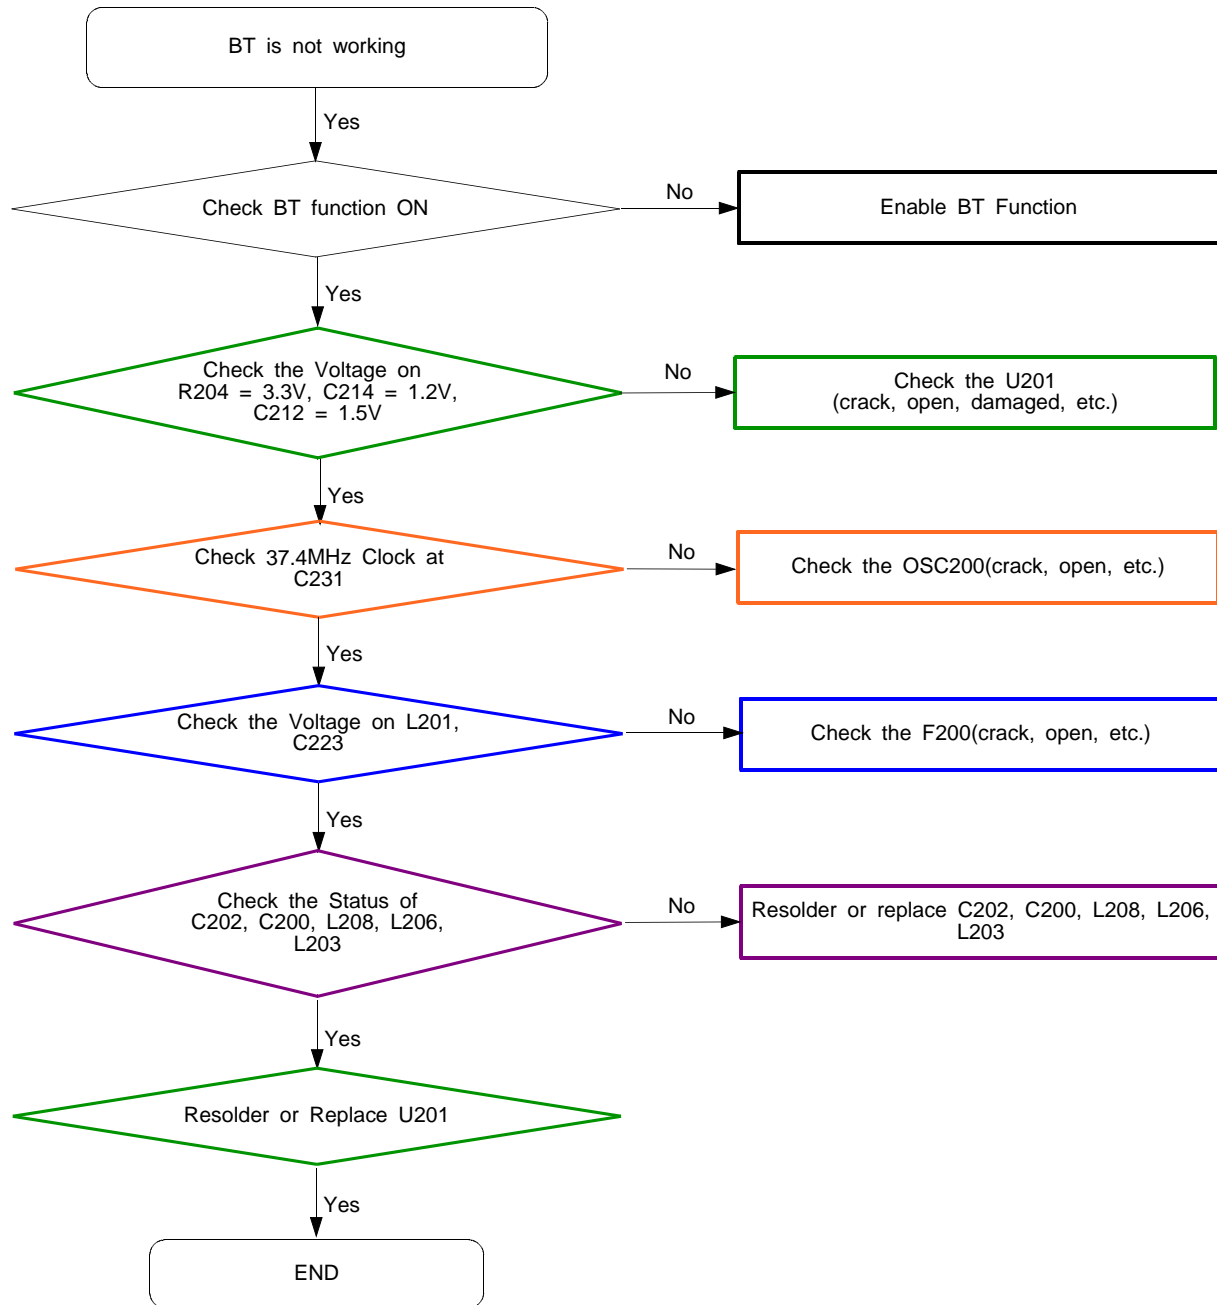 BT is not working
Yes
Check BT function ON
No
Enable BT Function
Yes
Check the Voltage on
R204 = 3.3V, C214 = 1.2V,
C212 = 1.5V
No
Check the U201
(crack, open, damaged, etc.)
Yes
Check 37.4MHz Clock at
C231
No
Check the OSC200(crack, open, etc.)
Yes
Check the Voltage on L201,
C223
No
Check the F200(crack, open, etc.)
Yes
Check the Status of
C202, C200, L208, L206,
L203
No
Resolder or replace C202, C200, L208, L206,
L203
Yes
Resolder or Replace U201
Yes
END